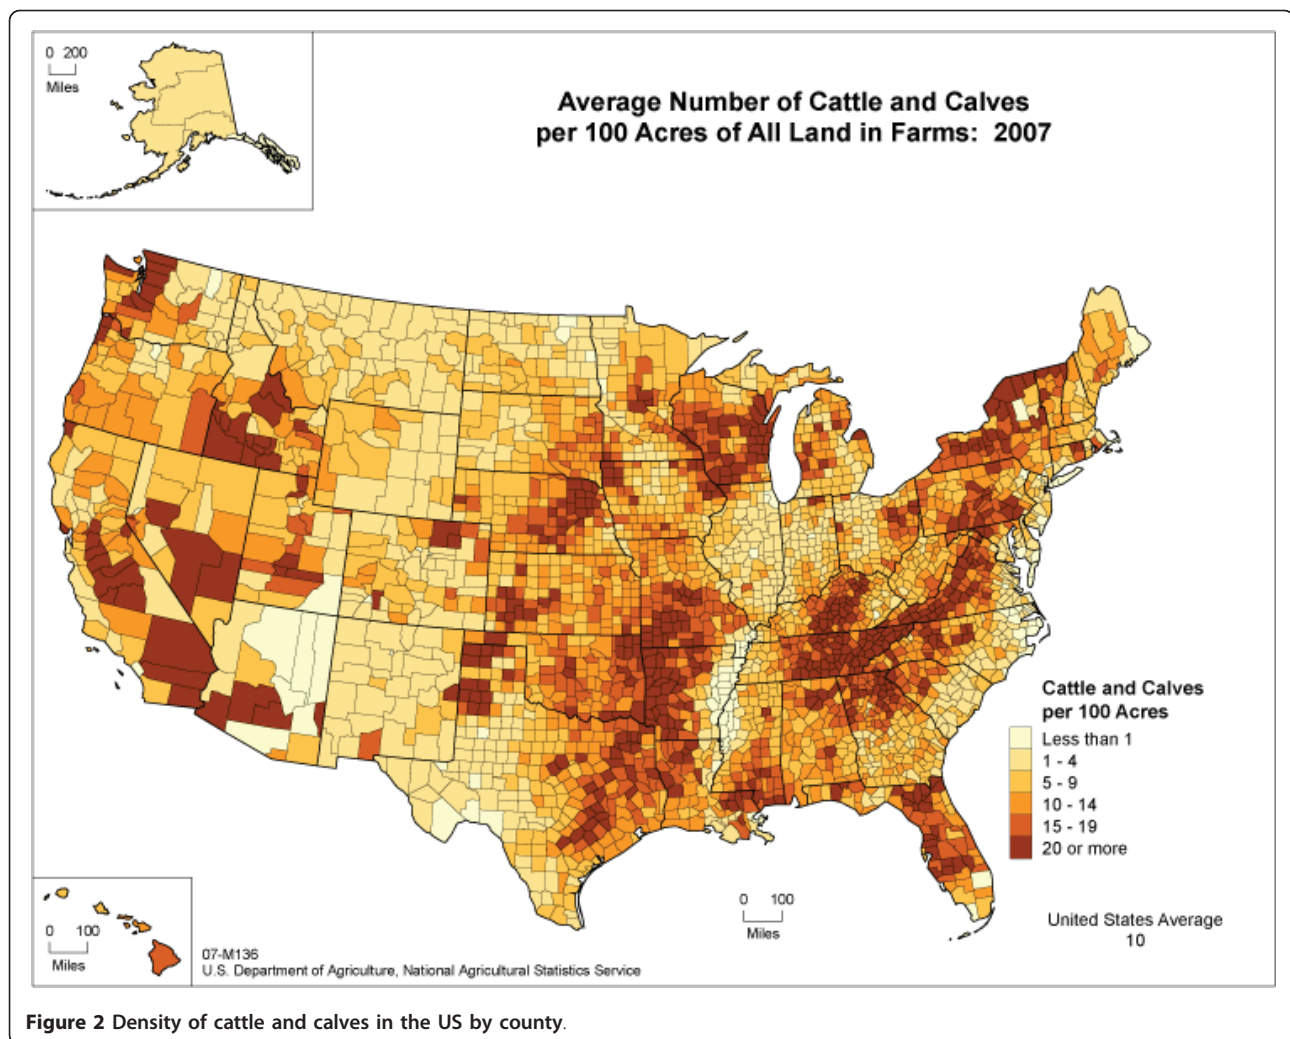 0 200
Miles
Average Number of Cattle and Calves
per 100 Acres of All Land in Farms: 2007
Cattle and Calves
per 100 Acres
Less than 1
1 - 4
5 - 9
10 - 14
15 - 19
20 or more
0 100
Miles
United States Average
10
0 100
Miles
07-M136
U.S. Department of Agriculture, National Agricultural Statistics Service
Figure 2 Density of cattle and calves in the US by county.